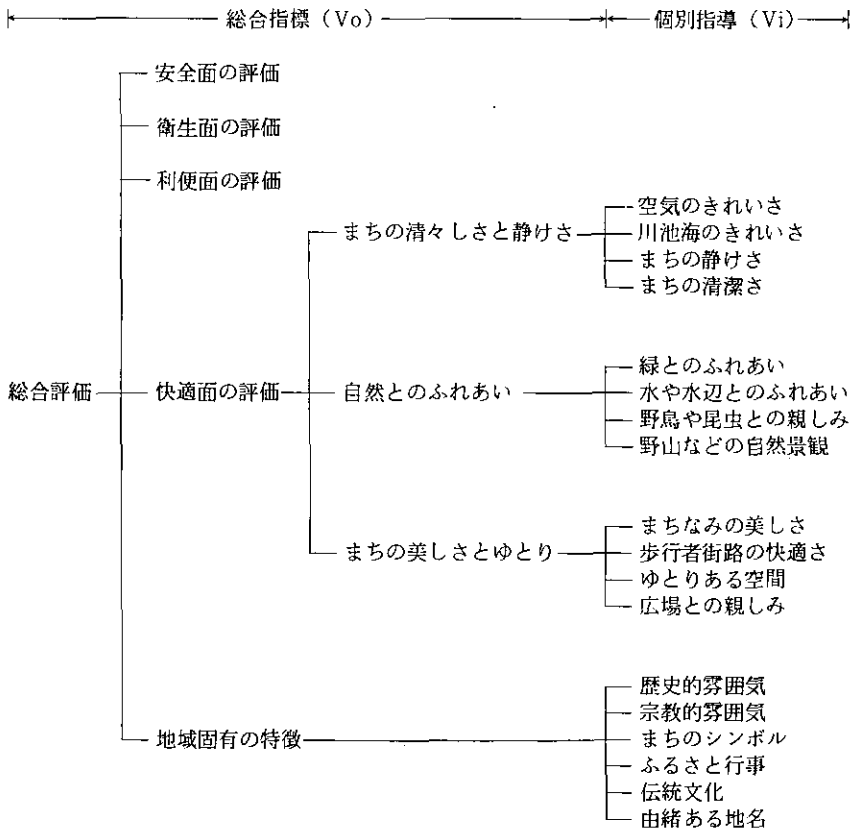 総合指標（Vo） 個別指導（Vi）
安全面の評価
衛生面の評価
利便面の評価
空気のきれいさ
まちの清々しさと静けさ 川池海のきれいさ
まちの静けさ
まちの清潔さ
緑とのふれあい
総合評価 快適面の評価 自然とのふれあい 水や水辺とのふれあい
野鳥や昆虫との親しみ
野山などの自然景観
まちなみの美しさ
まちの美しさとゆとり 歩行者街路の快適さ
ゆとりある空間
広場との親しみ
歴史的雰囲気
宗教的雰囲気
地域固有の特徴 まちのシンボル
ふるさと行事
伝統文化
由緒ある地名